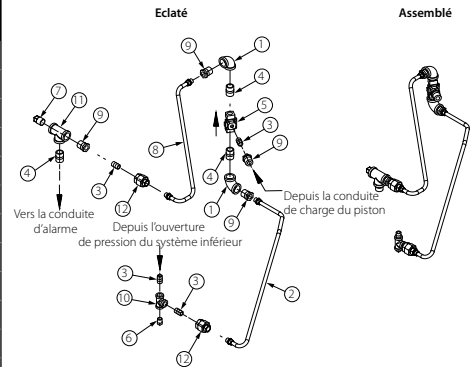 Eclaté
Assemblé
9
1
7
11
9
4
5
3
9
8
4
3
12
4
1
9
Depuis la conduite
de charge du piston
Vers la conduite
d'alarme
Depuis l'ouverture
de pression du système inférieur
3
3
10
2
6
12